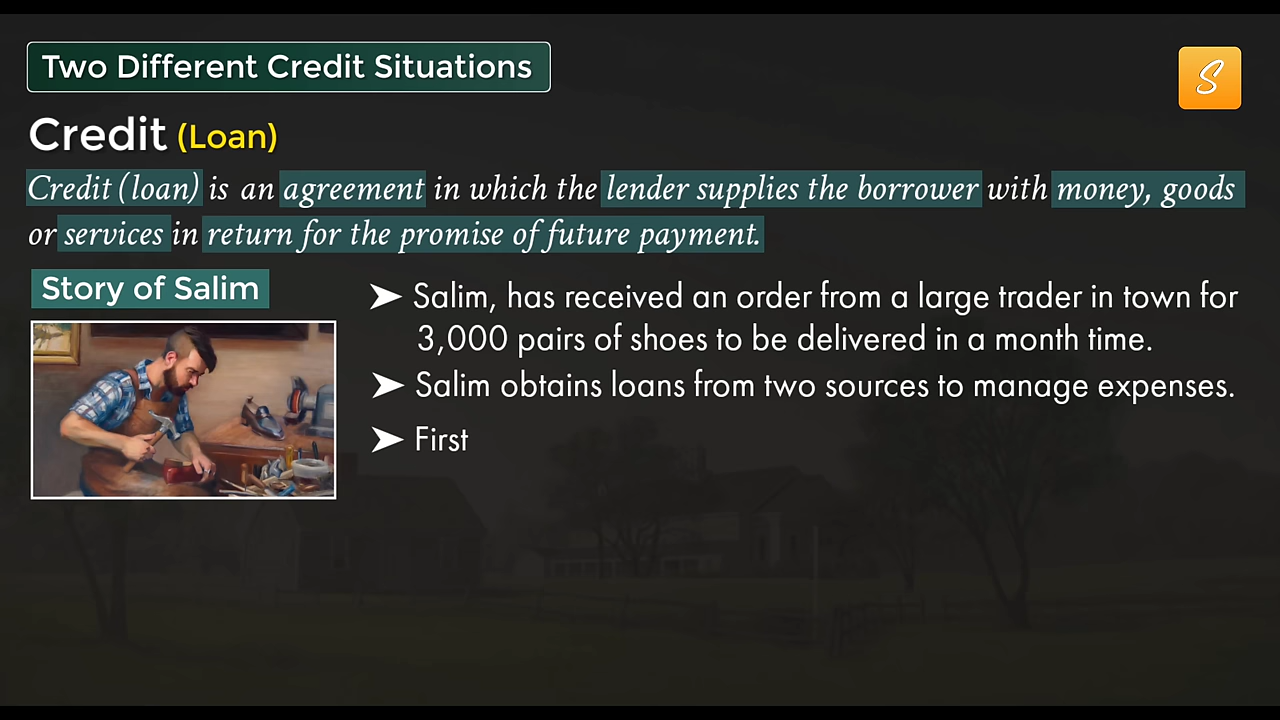 Two Different Credit Situations
S
Credit (Loan)
Credit (loan) is an agreement in which the lender supplies the borrower with money, goods
or services in return for the promise of future payment.
Story of Salim
➤ Salim, has received an order from a large trader in town for
3,000 pairs of shoes to be delivered in a month time.
➤ Salim obtains loans from two sources to manage expenses.
➤ First